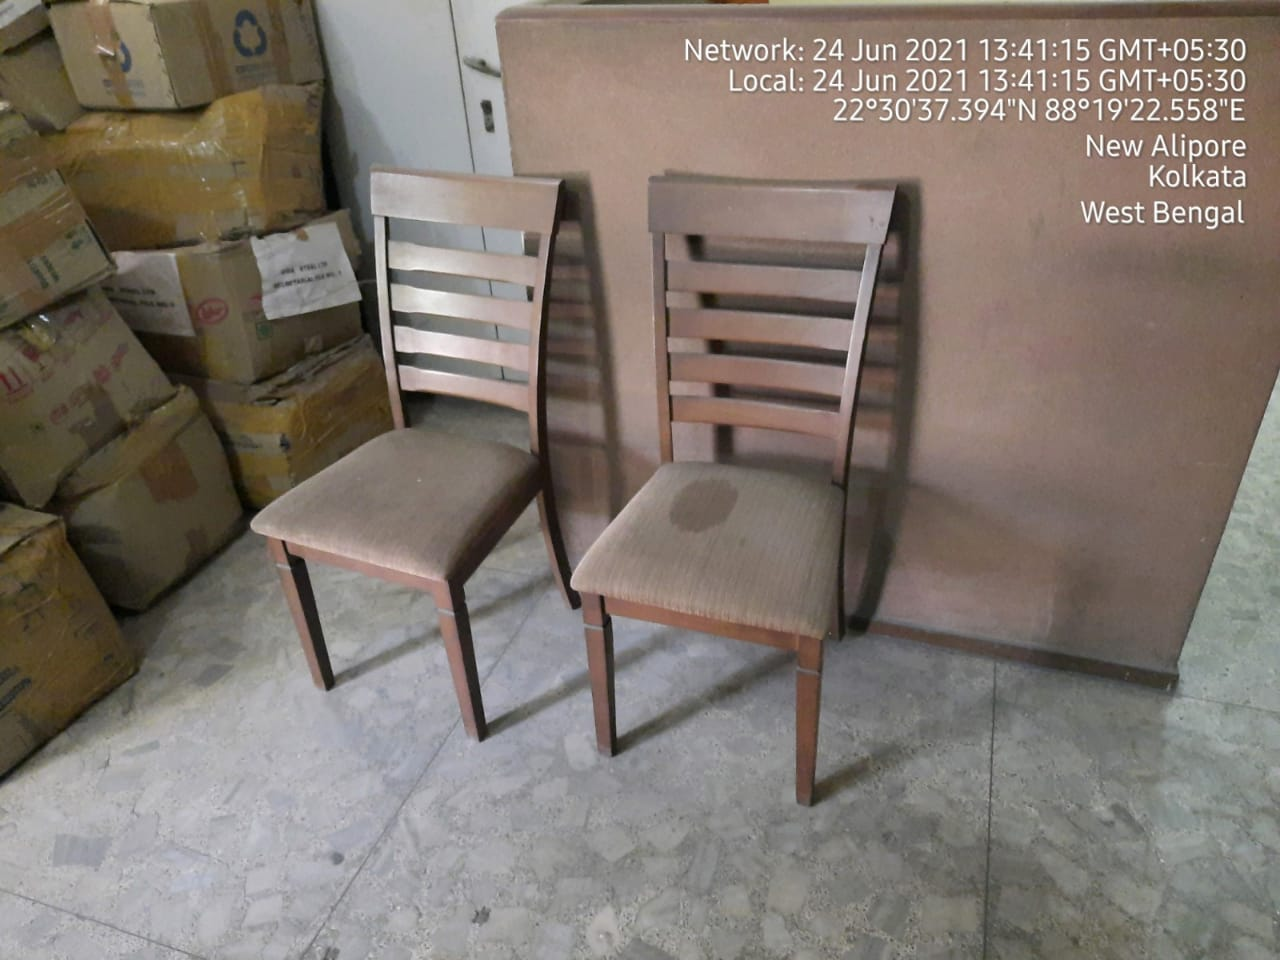 Network: 24 Jun 2021 13:41:15 GMT+05:30
Local: 24 Jun 2021 13:41:15 GMT+05:30
22°30'37.394"N 88°19'22.558"E
New Alipore
Kolkata
West Bengal